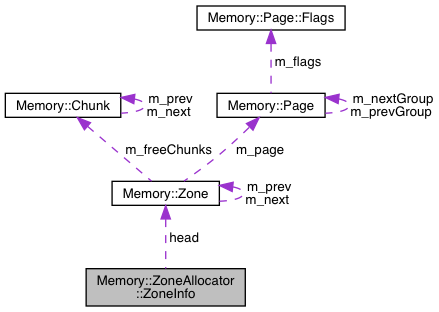 Memory::Page::Flags
m_flags
Memory::Chunk
m_prev
m_next
Memory::Page
m_nextGroup
m_prevGroup
m_freeChunks
m_page
Memory::Zone
m_prev
m_next
head
Memory::ZoneAllocator
::ZoneInfo